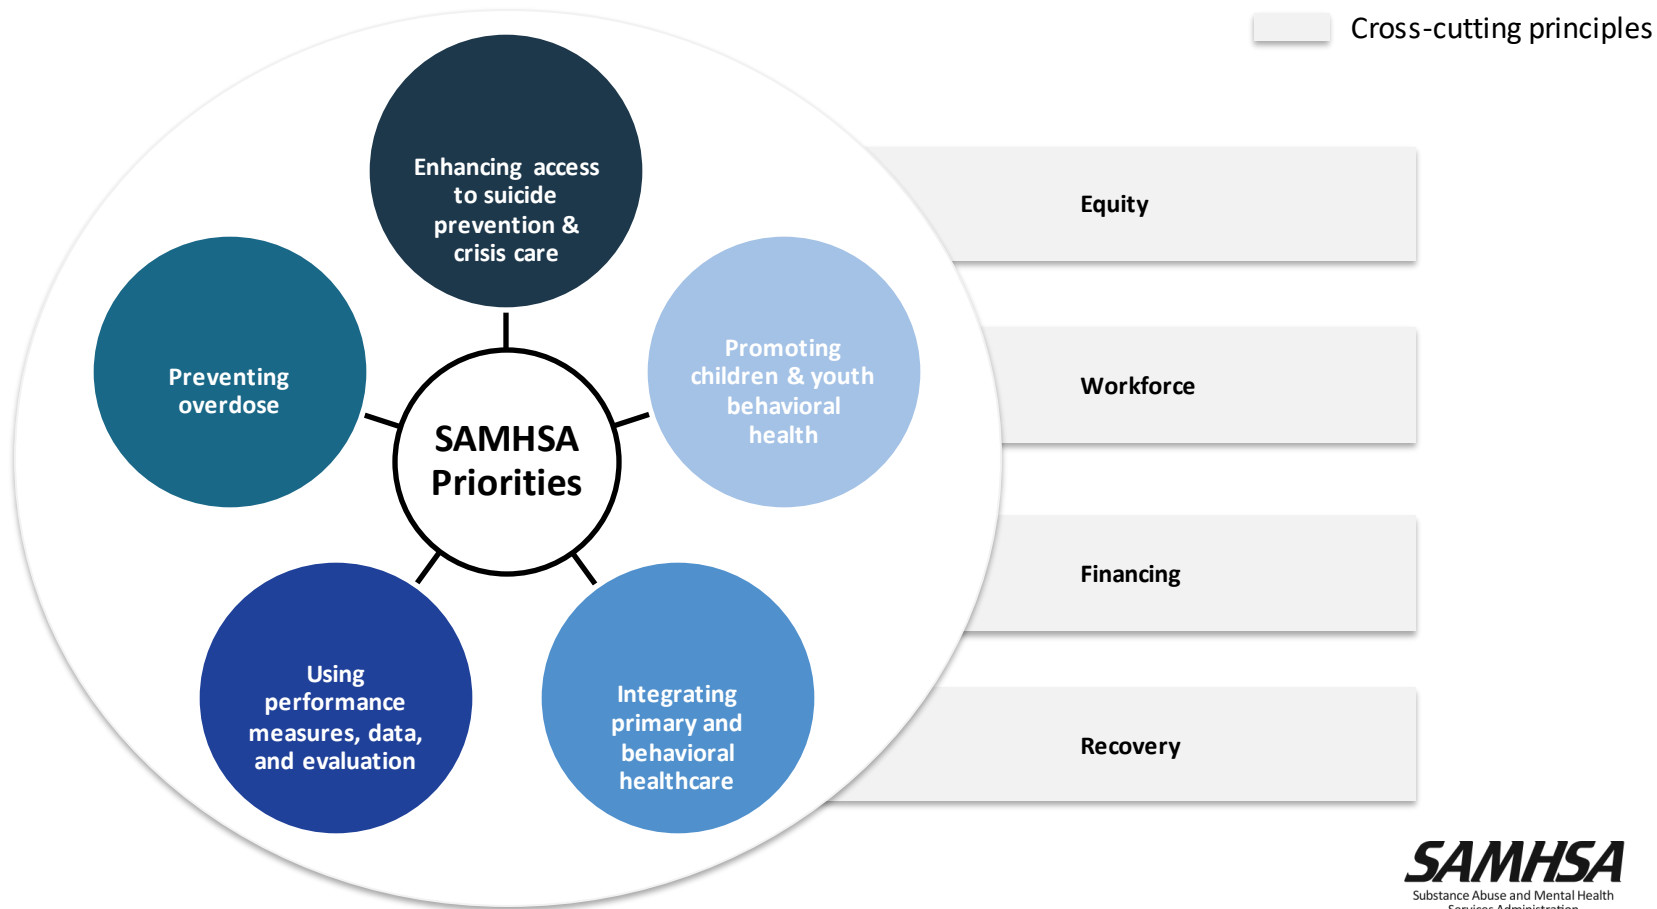 Cross-cutting principles
Enhancing access
to suicide
prevention &
crisis care
Preventing
overdose
Promoting
children & youth
behavioral
health
SAMHSA
Priorities
Using
performance
measures, data,
and evaluation
Integrating
primary and
behavioral
healthcare
Equity
Workforce
Financing
Recovery
SAMHSA
Substance Abuse and Mental Health
Services Administration